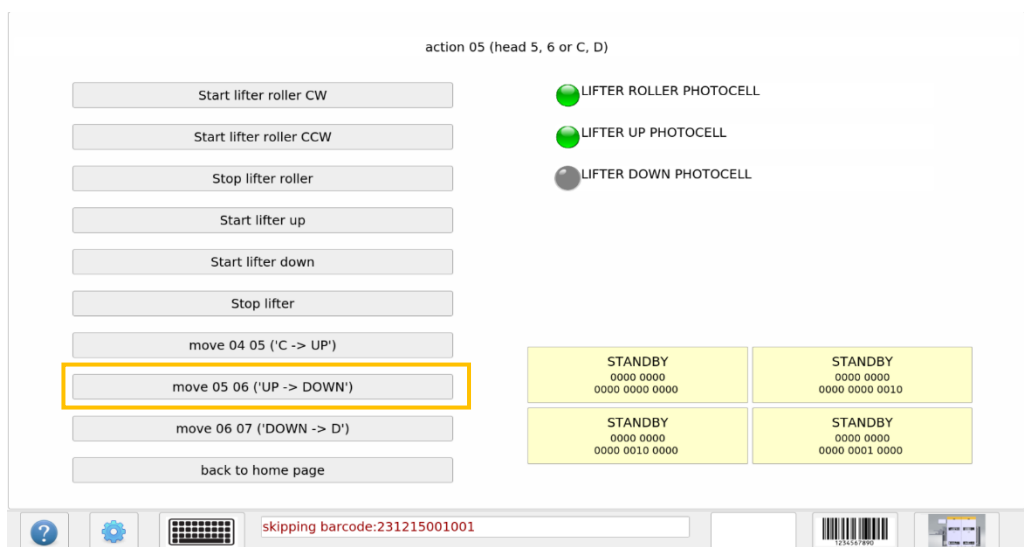 action 05 (head 5, 6 or C, D)
Start lifter roller CW
Start lifter roller CCW
Stop lifter roller
Start lifter up
Start lifter down
Stop lifter
move 04 05 ('C -> UP')
move 05 06 ('UP -> DOWN')
move 06 07 ('DOWN -> D')
back to home page
LIFTER ROLLER PHOTOCELL
LIFTER UP PHOTOCELL
LIFTER DOWN PHOTOCELL
STANDBY
0000 0000
0000 0000 0000
STANDBY
0000 0000
0000 0000 0010
STANDBY
0000 0000
0000 0010 0000
STANDBY
0000 0000
0000 0001 0000
?
skipping barcode:231215001001
1234567890